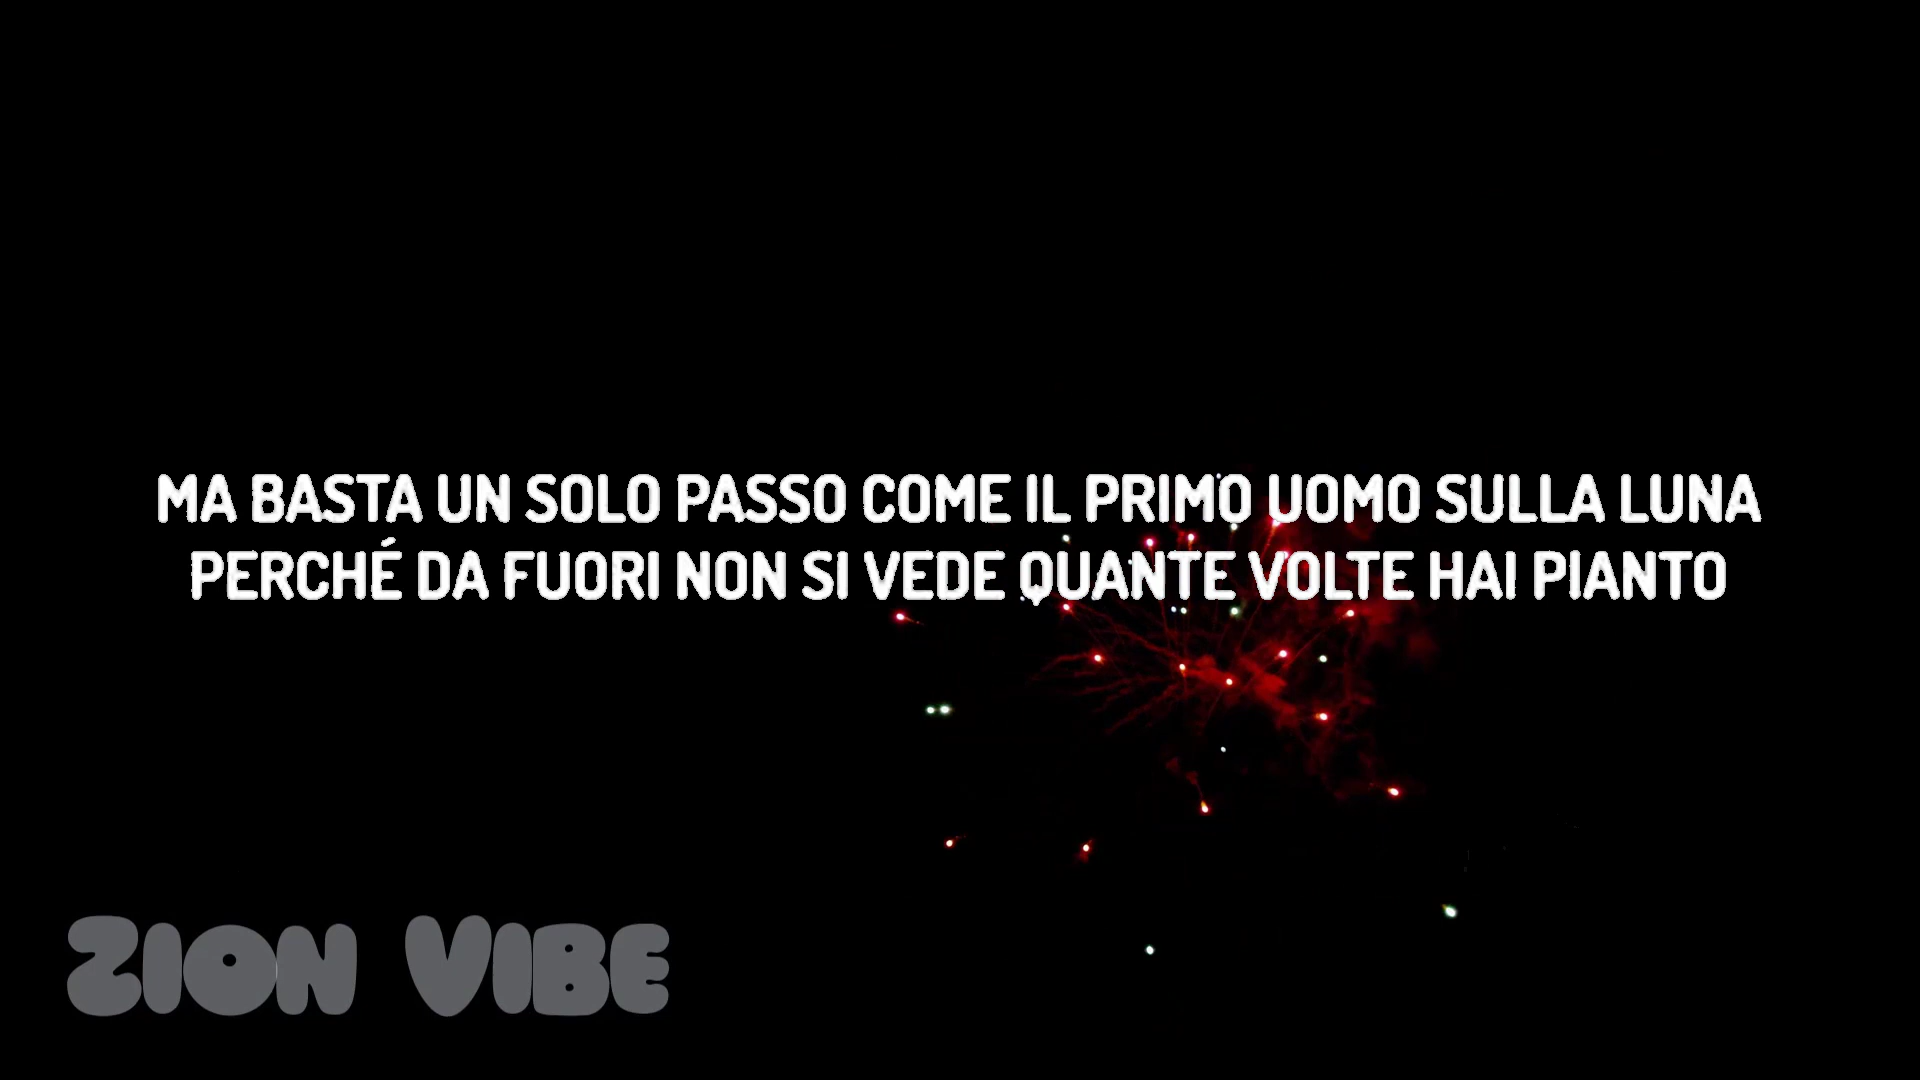 MA BASTA UN SOLO PASSO COME IL PRIMO UOMO SULLA LUNA
PERCHÉ DA FUORI NON SI VEDE QUANTE VOLTE HAI PIANTO
ZION VIBE